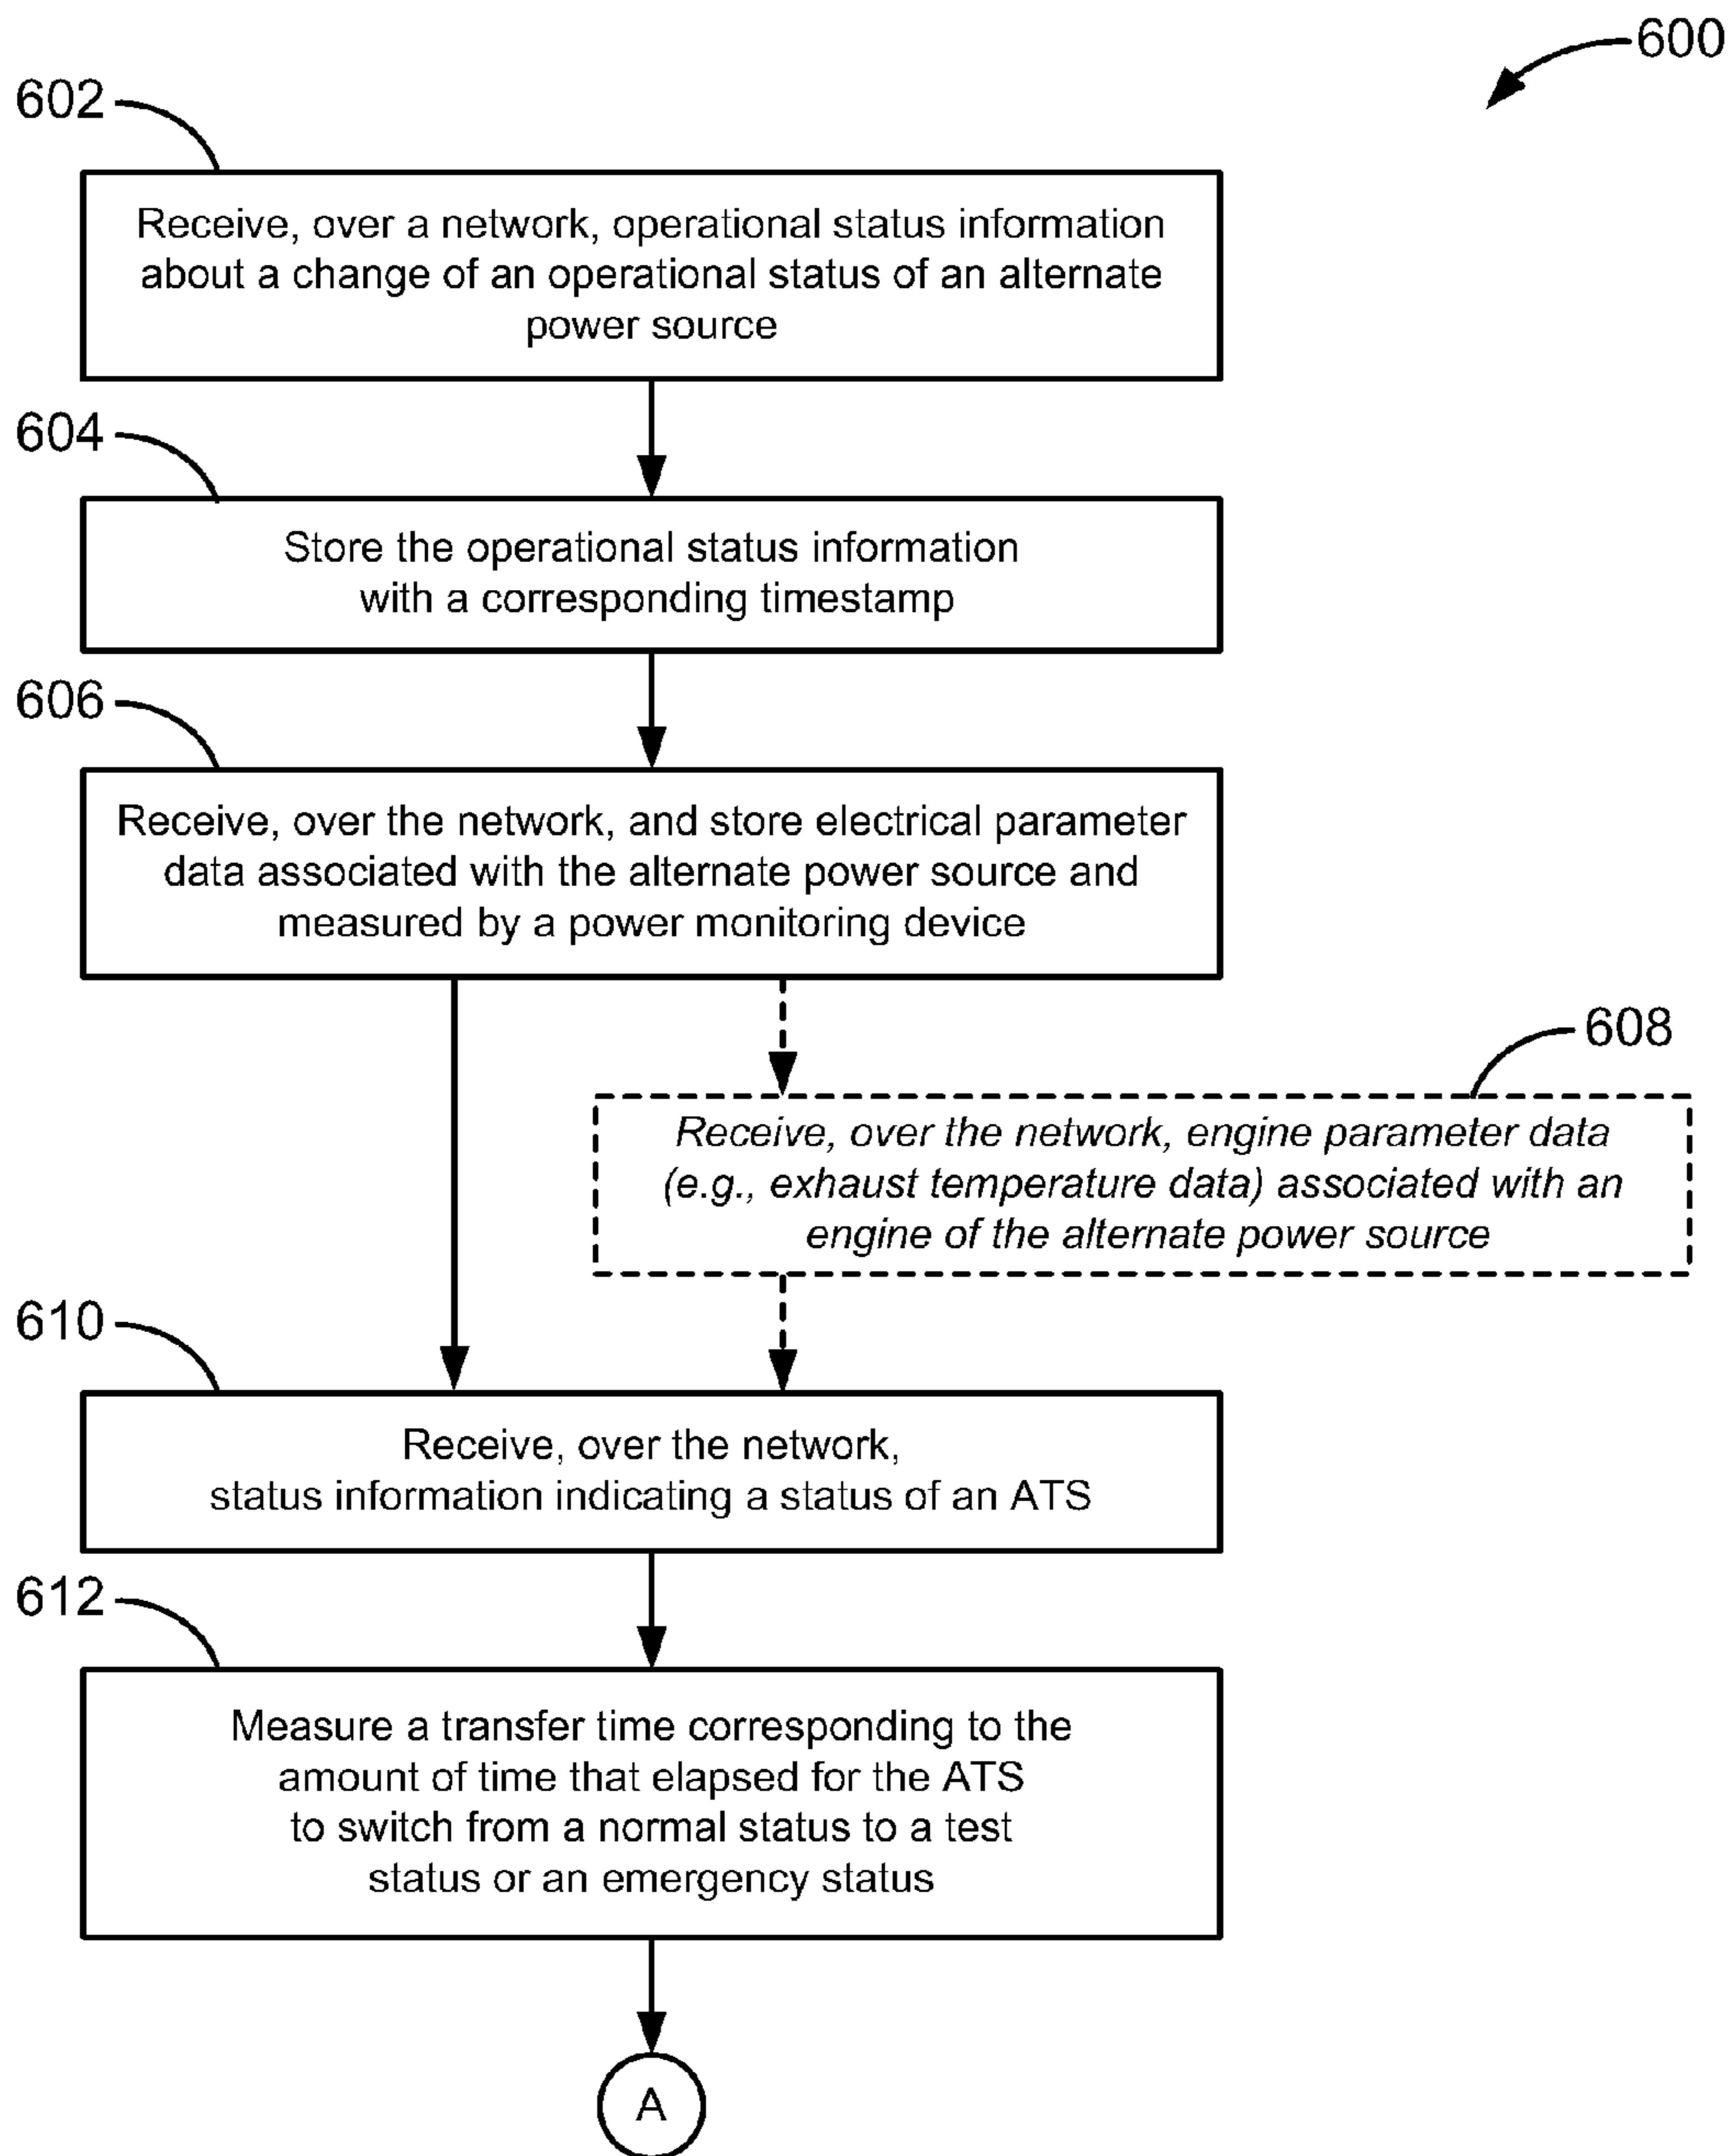 600
602
Receive, over a network, operational status information
about a change of an operational status of an alternate
power source
604
Store the operational status information
with a corresponding timestamp
606
Receive, over the network, and store electrical parameter
data associated with the alternate power source and
measured by a power monitoring device
608
Receive, over the network, engine parameter data
(e.g., exhaust temperature data) associated with an
engine of the alternate power source
610
Receive, over the network,
status information indicating a status of an ATS
612
Measure a transfer time corresponding to the
amount of time that elapsed for the ATS
to switch from a normal status to a test
status or an emergency status
A